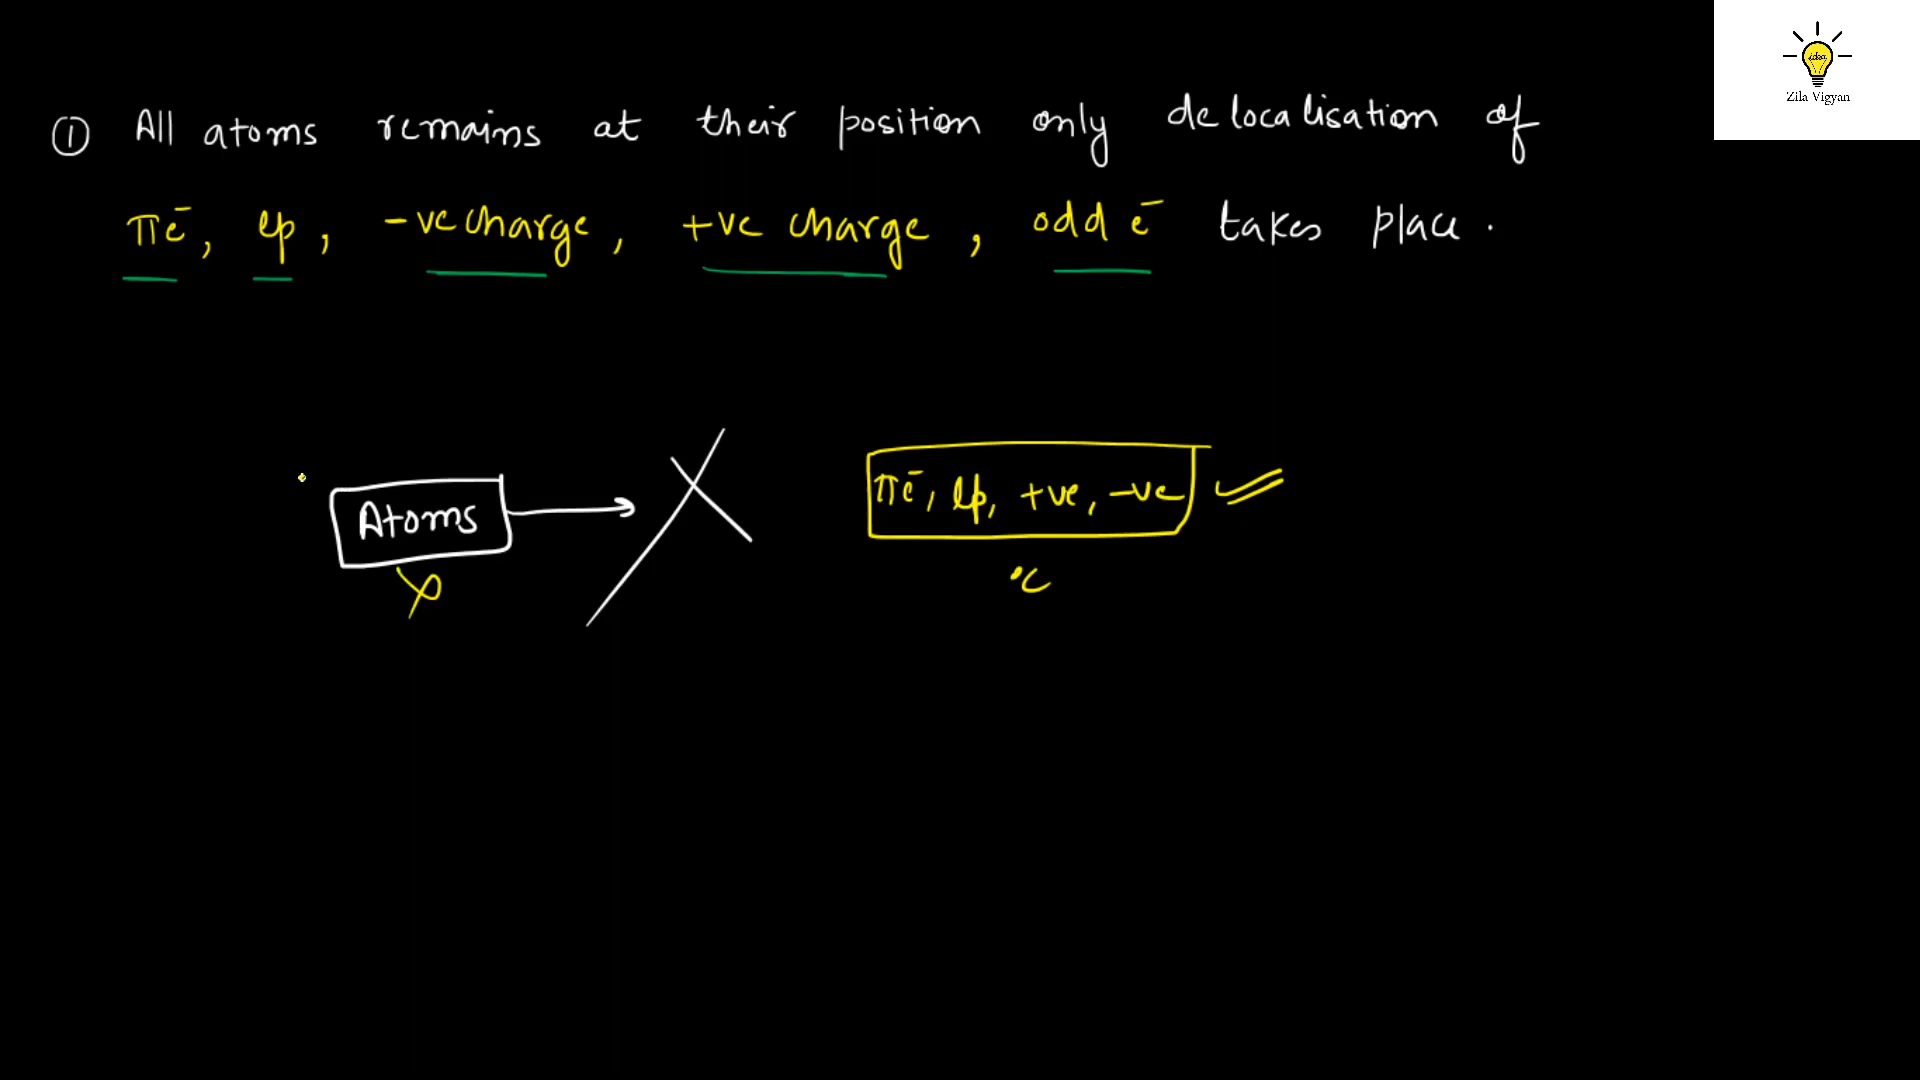 idea
Zila Vigyan
① All atoms remains at their position only delocalisation of
πē, lp, -ve charge, +ve charge, odd ē takes place.
Atoms
πē, lp, +ve, -ve